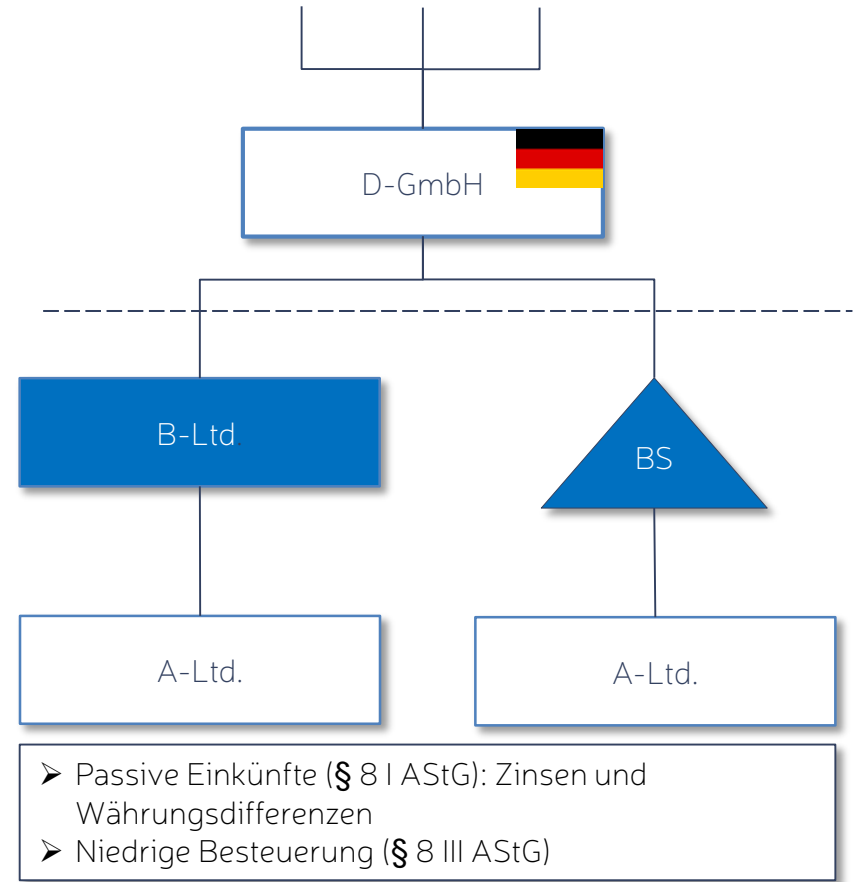 D-GmbH
B-Ltd.
BS
A-Ltd.
A-Ltd.
➢ Passive Einkünfte (§ 8 I AStG): Zinsen und
Währungsdifferenzen
➢ Niedrige Besteuerung (§ 8 III AStG)